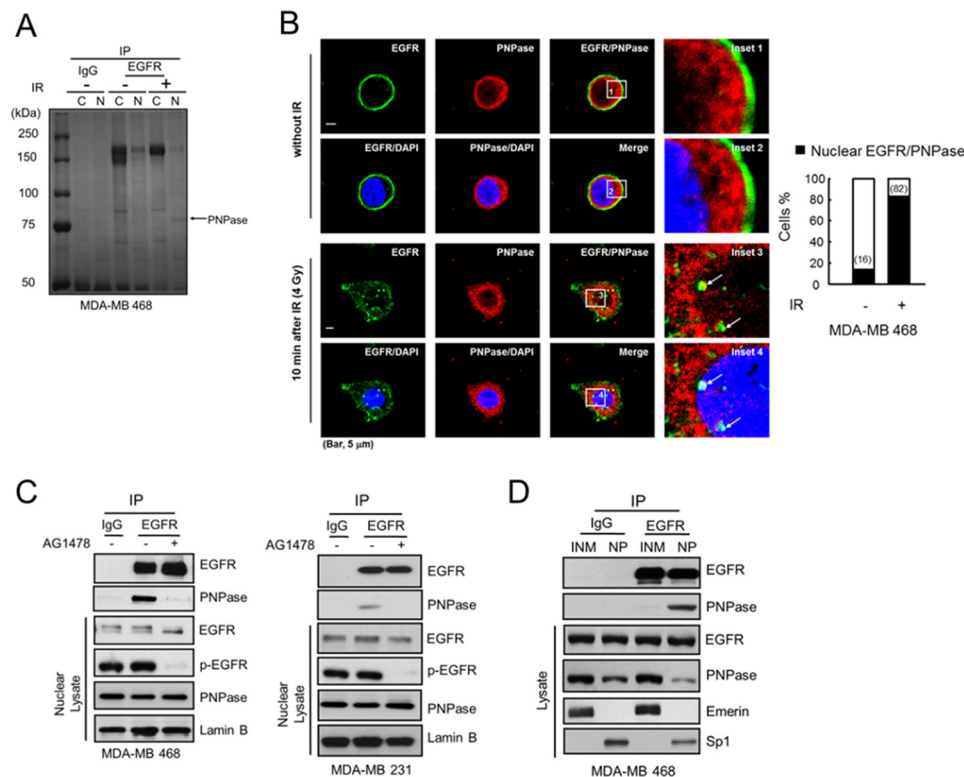 A
IP
IgG EGFR
IR - - +
C N C N C N
(kDa)
250
150
100
75
50
PNPase
MDA-MB 468
B
without IR
EGFR PNPase EGFR/PNPase Inset 1
1
EGFR/DAPI PNPase/DAPI Merge Inset 2
2
10 min after IR (4 Gy)
EGFR PNPase EGFR/PNPase Inset 3
3
EGFR/DAPI PNPase/DAPI Merge Inset 4
4
(Bar, 5 µm)
Nuclear EGFR/PNPase
Cells %
100
80
60
40
20
0
(16)
(82)
IR - +
MDA-MB 468
C
IP
IgG EGFR
AG1478 - - +
EGFR
PNPase
Nuclear Lysate
EGFR
p-EGFR
PNPase
Lamin B
MDA-MB 468
IP
IgG EGFR
AG1478 - - +
EGFR
PNPase
Nuclear Lysate
EGFR
p-EGFR
PNPase
Lamin B
MDA-MB 231
D
IP
IgG EGFR
INM NP INM NP
EGFR
PNPase
Lysate
EGFR
PNPase
Emerin
Sp1
MDA-MB 468